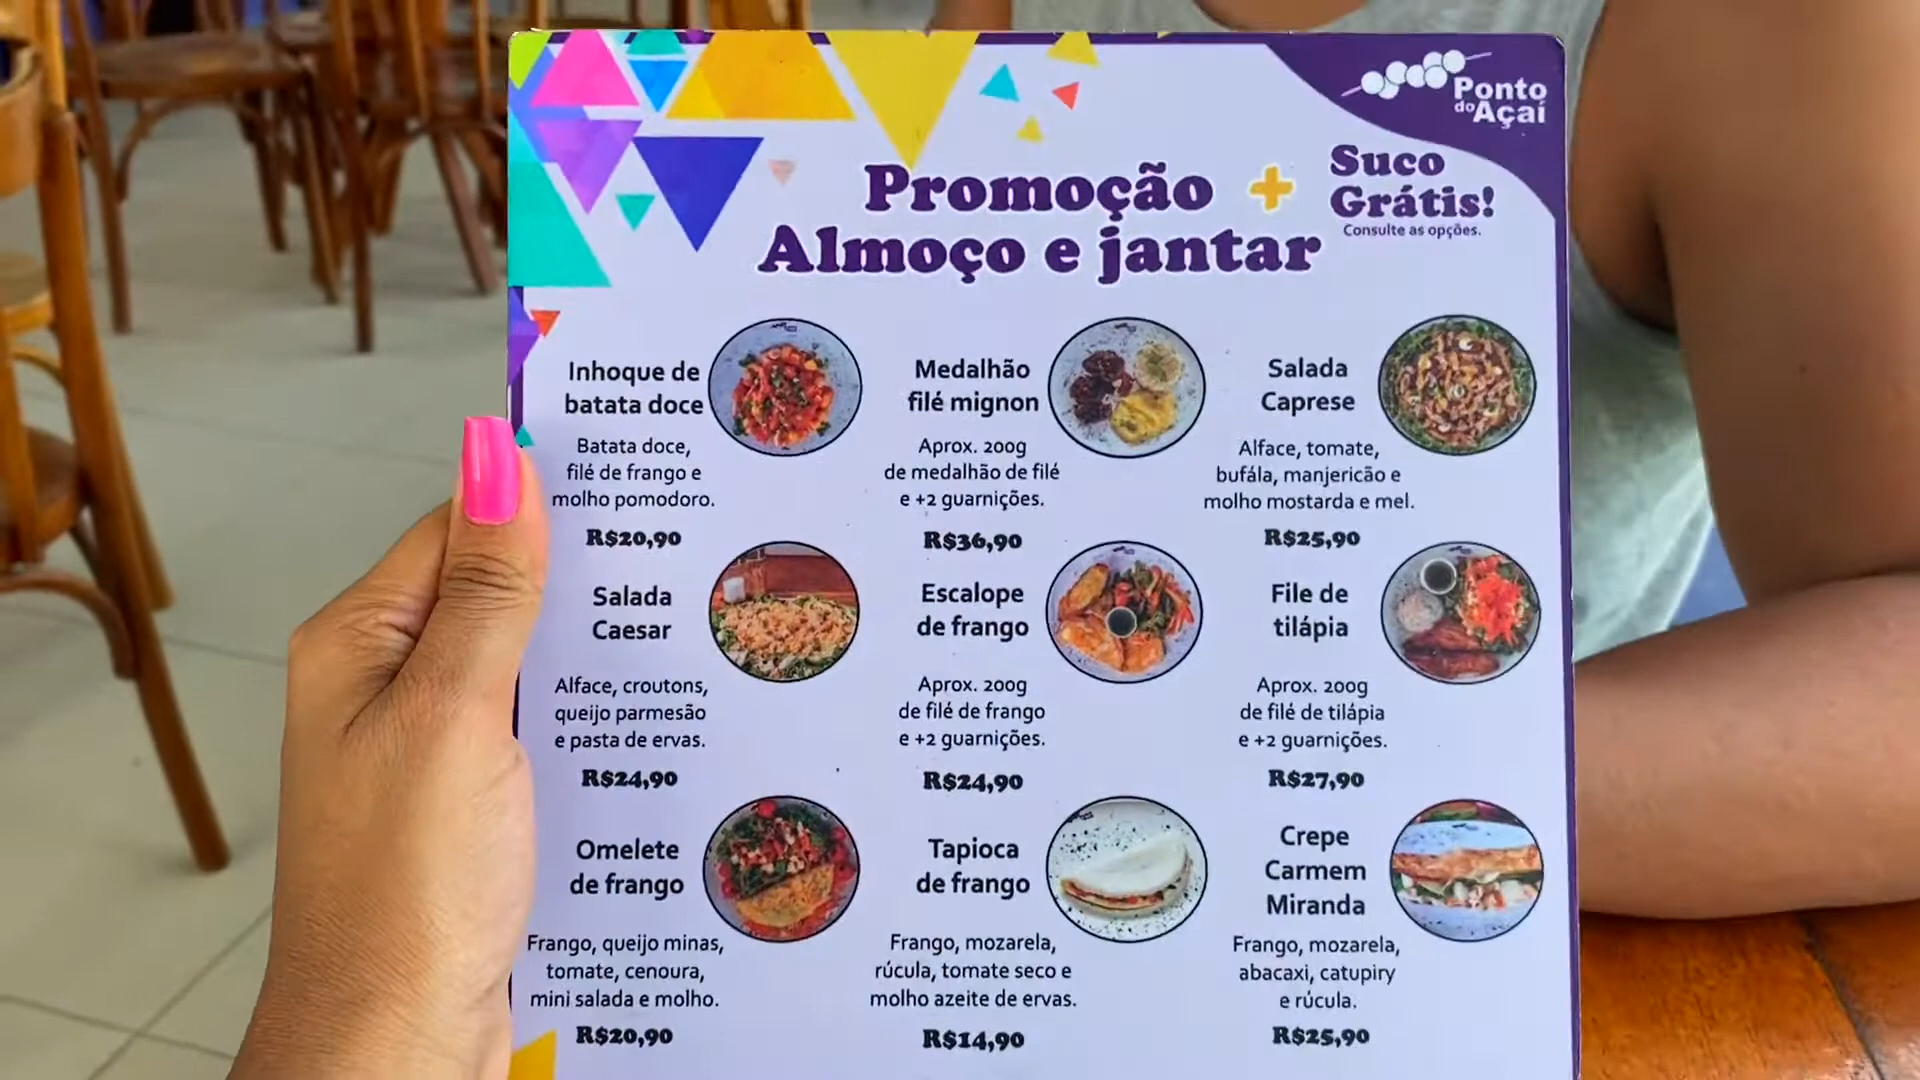 Ponto
do Açaí
Promoção +
Almoço e jantar
Suco
Grátis!
Consulte as opções.
Inhoque de
batata doce
Batata doce,
filé de frango e
molho pomodoro.
R$20,90
Medalhão
filé mignon
Aprox. 200g
de medalhão de filé
e +2 guarnições.
R$36,90
Salada
Caprese
Alface, tomate,
bufála, manjericão e
molho mostarda e mel.
R$25,90
Salada
Caesar
Alface, croutons,
queijo parmesão
e pasta de ervas.
R$24,90
Escalope
de frango
Aprox. 200g
de filé de frango
e +2 guarnições.
R$24,90
File de
tilápia
Aprox. 200g
de filé de tilápia
e +2 guarnições.
R$27,90
Omelete
de frango
Frango, queijo minas,
tomate, cenoura,
mini salada e molho.
R$20,90
Tapioca
de frango
Frango, mozarela,
rúcula, tomate seco e
molho azeite de ervas.
R$14,90
Crepe
Carmem
Miranda
Frango, mozarela,
abacaxi, catupiry
e rúcula.
R$25,90